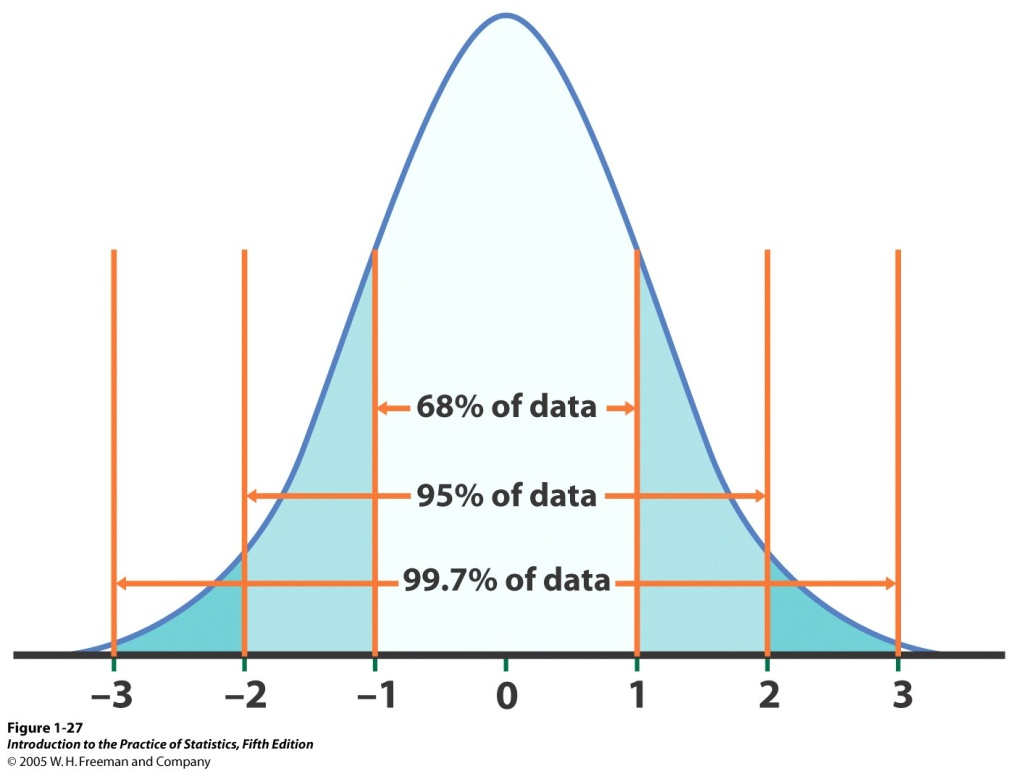 68% of data
95% of data
99.7% of data
–3 –2 –1 0 1 2 3
Figure 1-27
Introduction to the Practice of Statistics, Fifth Edition
© 2005 W. H. Freeman and Company